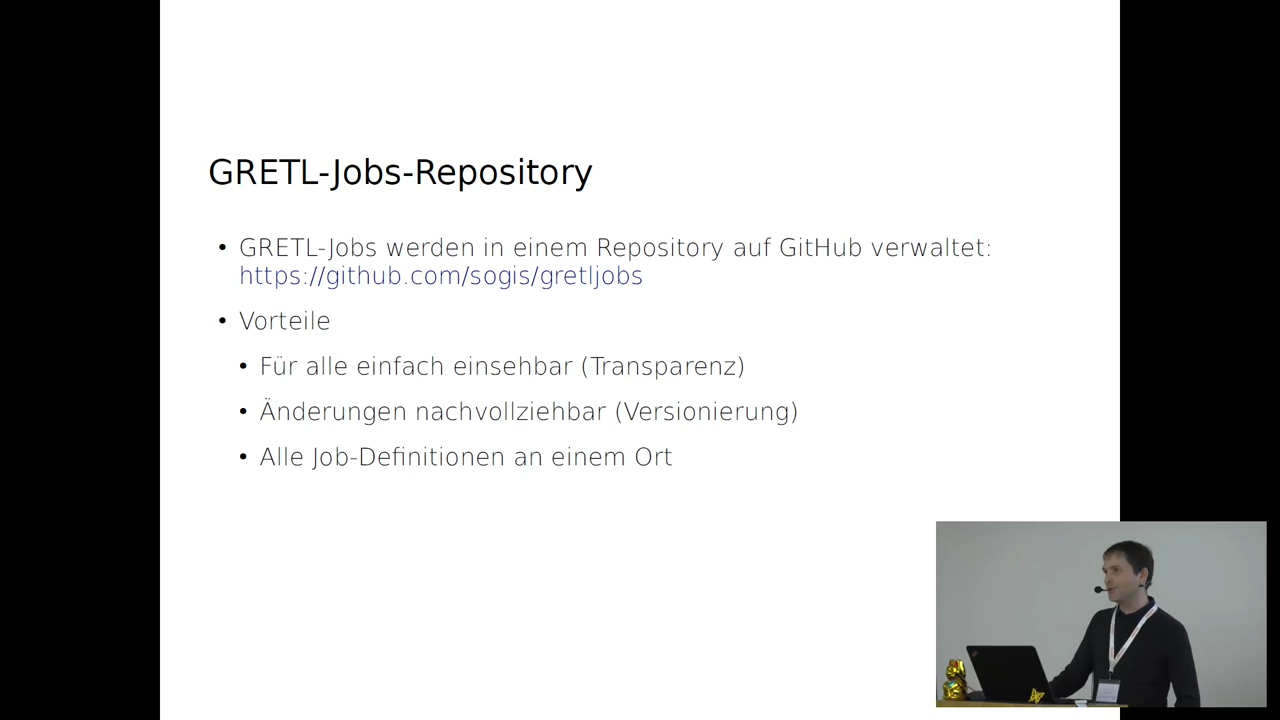 GRETL-Jobs-Repository
• GRETL-Jobs werden in einem Repository auf GitHub verwaltet:
https://github.com/sogis/gretljobs
• Vorteile
• Für alle einfach einsehbar (Transparenz)
• Änderungen nachvollziehbar (Versionierung)
• Alle Job-Definitionen an einem Ort